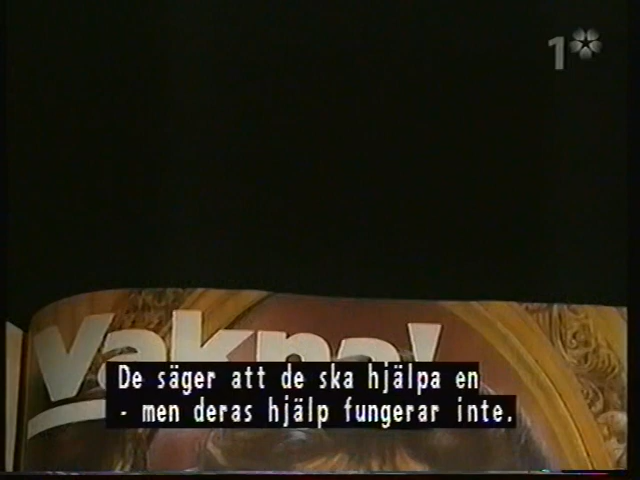 1
vakna!
De säger att de ska hjälpa en
- men deras hjälp fungerar inte.